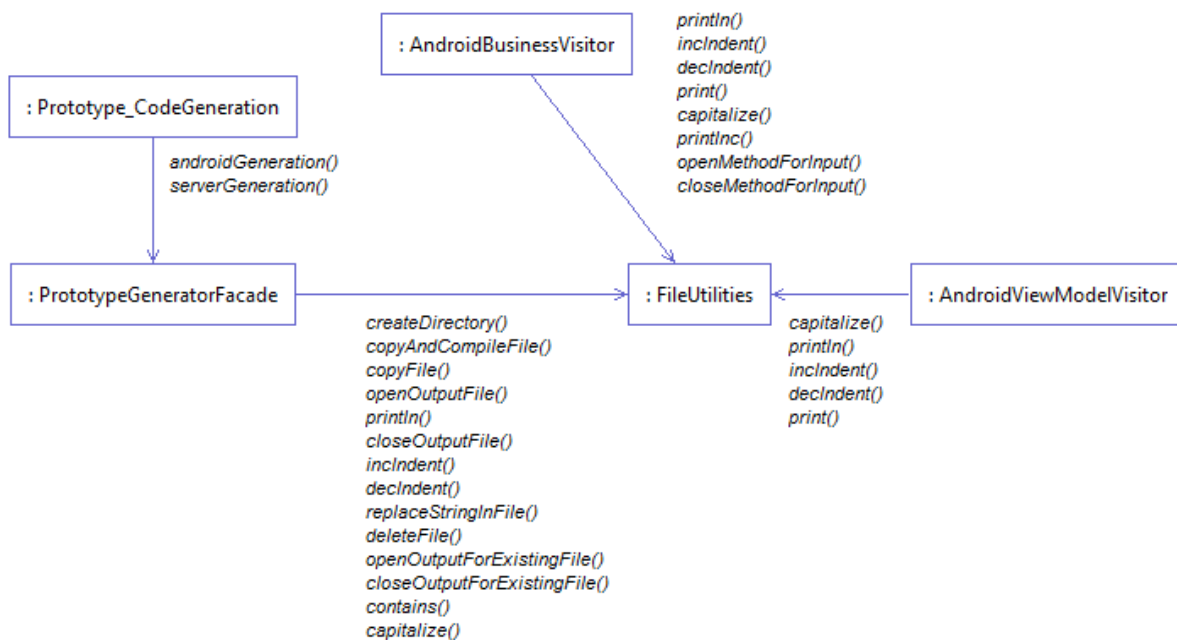 : AndroidBusinessVisitor
println()
incIndent()
decIndent()
print()
capitalize()
printlnc()
openMethodForInput()
closeMethodForInput()
: Prototype_CodeGeneration
androidGeneration()
serverGeneration()
: PrototypeGeneratorFacade
: FileUtilities
: AndroidViewModelVisitor
createDirectory()
copyAndCompileFile()
copyFile()
openOutputFile()
println()
closeOutputFile()
incIndent()
decIndent()
replaceStringInFile()
deleteFile()
openOutputForExistingFile()
closeOutputForExistingFile()
contains()
capitalize()
capitalize()
println()
incIndent()
decIndent()
print()